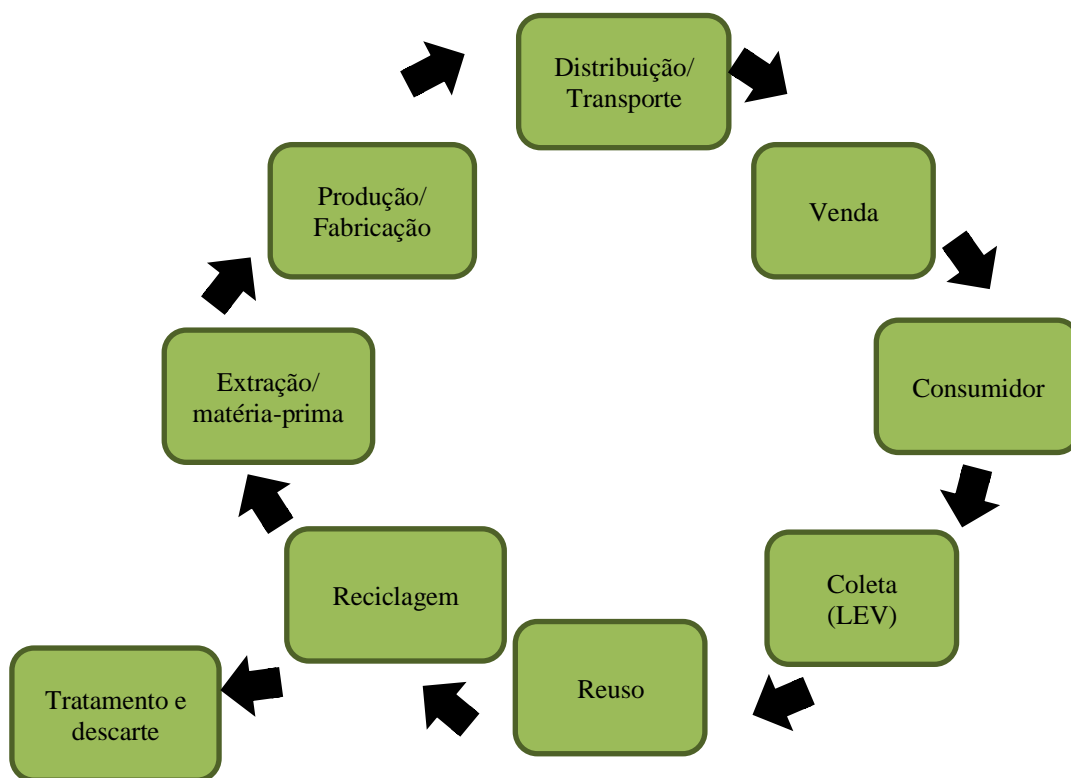 Distribuição/
Transporte
Produção/
Fabricação
Venda
Extração/
matéria-prima
Consumidor
Reciclagem
Coleta
(LEV)
Reuso
Tratamento e
descarte